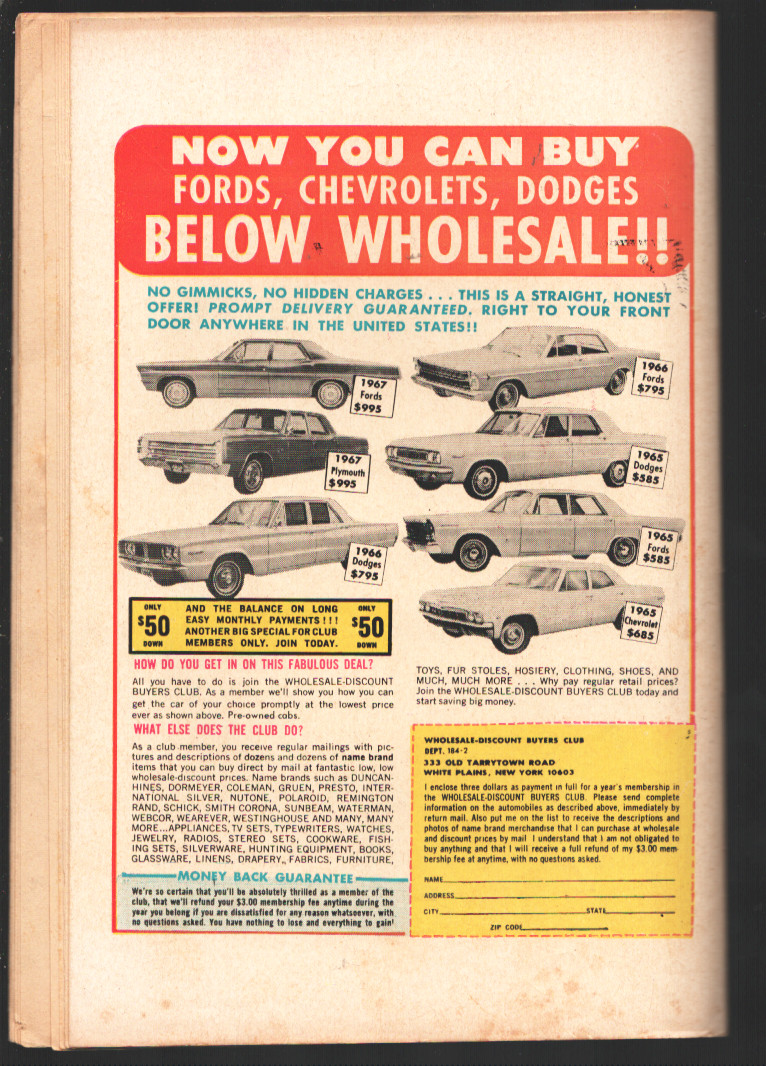 NOW YOU CAN BUY
FORDS, CHEVROLETS, DODGES
BELOW WHOLESALE!!
NO GIMMICKS, NO HIDDEN CHARGES . . . THIS IS A STRAIGHT, HONEST
OFFER! PROMPT DELIVERY GUARANTEED. RIGHT TO YOUR FRONT
DOOR ANYWHERE IN THE UNITED STATES!!
1967
Fords
$995
1966
Fords
$795
1967
Plymouth
$995
1965
Dodges
$585
1966
Dodges
$795
1965
Fords
$585
1965
Chevrolet
$685
ONLY
$50
DOWN
AND THE BALANCE ON LONG
EASY MONTHLY PAYMENTS!!!
ANOTHER BIG SPECIAL FOR CLUB
MEMBERS ONLY. JOIN TODAY.
ONLY
$50
DOWN
HOW DO YOU GET IN ON THIS FABULOUS DEAL?
All you have to do is join the WHOLESALE-DISCOUNT
BUYERS CLUB. As a member we'll show you how you can
get the car of your choice promptly at the lowest price
ever as shown above. Pre-owned cabs.
WHAT ELSE DOES THE CLUB DO?
As a club member, you receive regular mailings with pic-
tures and descriptions of dozens and dozens of name brand
items that you can buy direct by mail at fantastic low, low
wholesale-discount prices. Name brands such as DUNCAN-
HINES, DORMEYER, COLEMAN, GRUEN, PRESTO, INTER-
NATIONAL SILVER, NUTONE, POLAROID, REMINGTON
RAND, SCHICK, SMITH CORONA, SUNBEAM, WATERMAN,
WEBCOR, WEAREVER, WESTINGHOUSE AND MANY, MANY
MORE...APPLIANCES, TV SETS, TYPEWRITERS, WATCHES,
JEWELRY, RADIOS, STEREO SETS, COOKWARE, FISH-
ING SETS, SILVERWARE, HUNTING EQUIPMENT, BOOKS,
GLASSWARE, LINENS, DRAPERY, FABRICS, FURNITURE,
TOYS, FUR STOLES, HOSIERY, CLOTHING, SHOES, AND
MUCH, MUCH MORE . . . Why pay regular retail prices?
Join the WHOLESALE-DISCOUNT BUYERS CLUB today and
start saving big money.
MONEY BACK GUARANTEE
We're so certain that you'll be absolutely thrilled as a member of the
club, that we'll refund your $3.00 membership fee anytime during the
year you belong if you are dissatisfied for any reason whatsoever, with
no questions asked. You have nothing to lose and everything to gain!
WHOLESALE-DISCOUNT BUYERS CLUB
DEPT. 184-2
333 OLD TARRYTOWN ROAD
WHITE PLAINS, NEW YORK 10603
I enclose three dollars as payment in full for a year's membership in
the WHOLESALE-DISCOUNT BUYERS CLUB. Please send complete
information on the automobiles as described above, immediately by
return mail. Also put me on the list to receive the descriptions and
photos of name brand merchandise that I can purchase at wholesale
and discount prices by mail I understand that I am not obligated to
buy anything and that I will receive a full refund of my $3.00 mem
bership fee at anytime, with no questions asked.
NAME
ADDRESS
CITY STATE
ZIP CODE